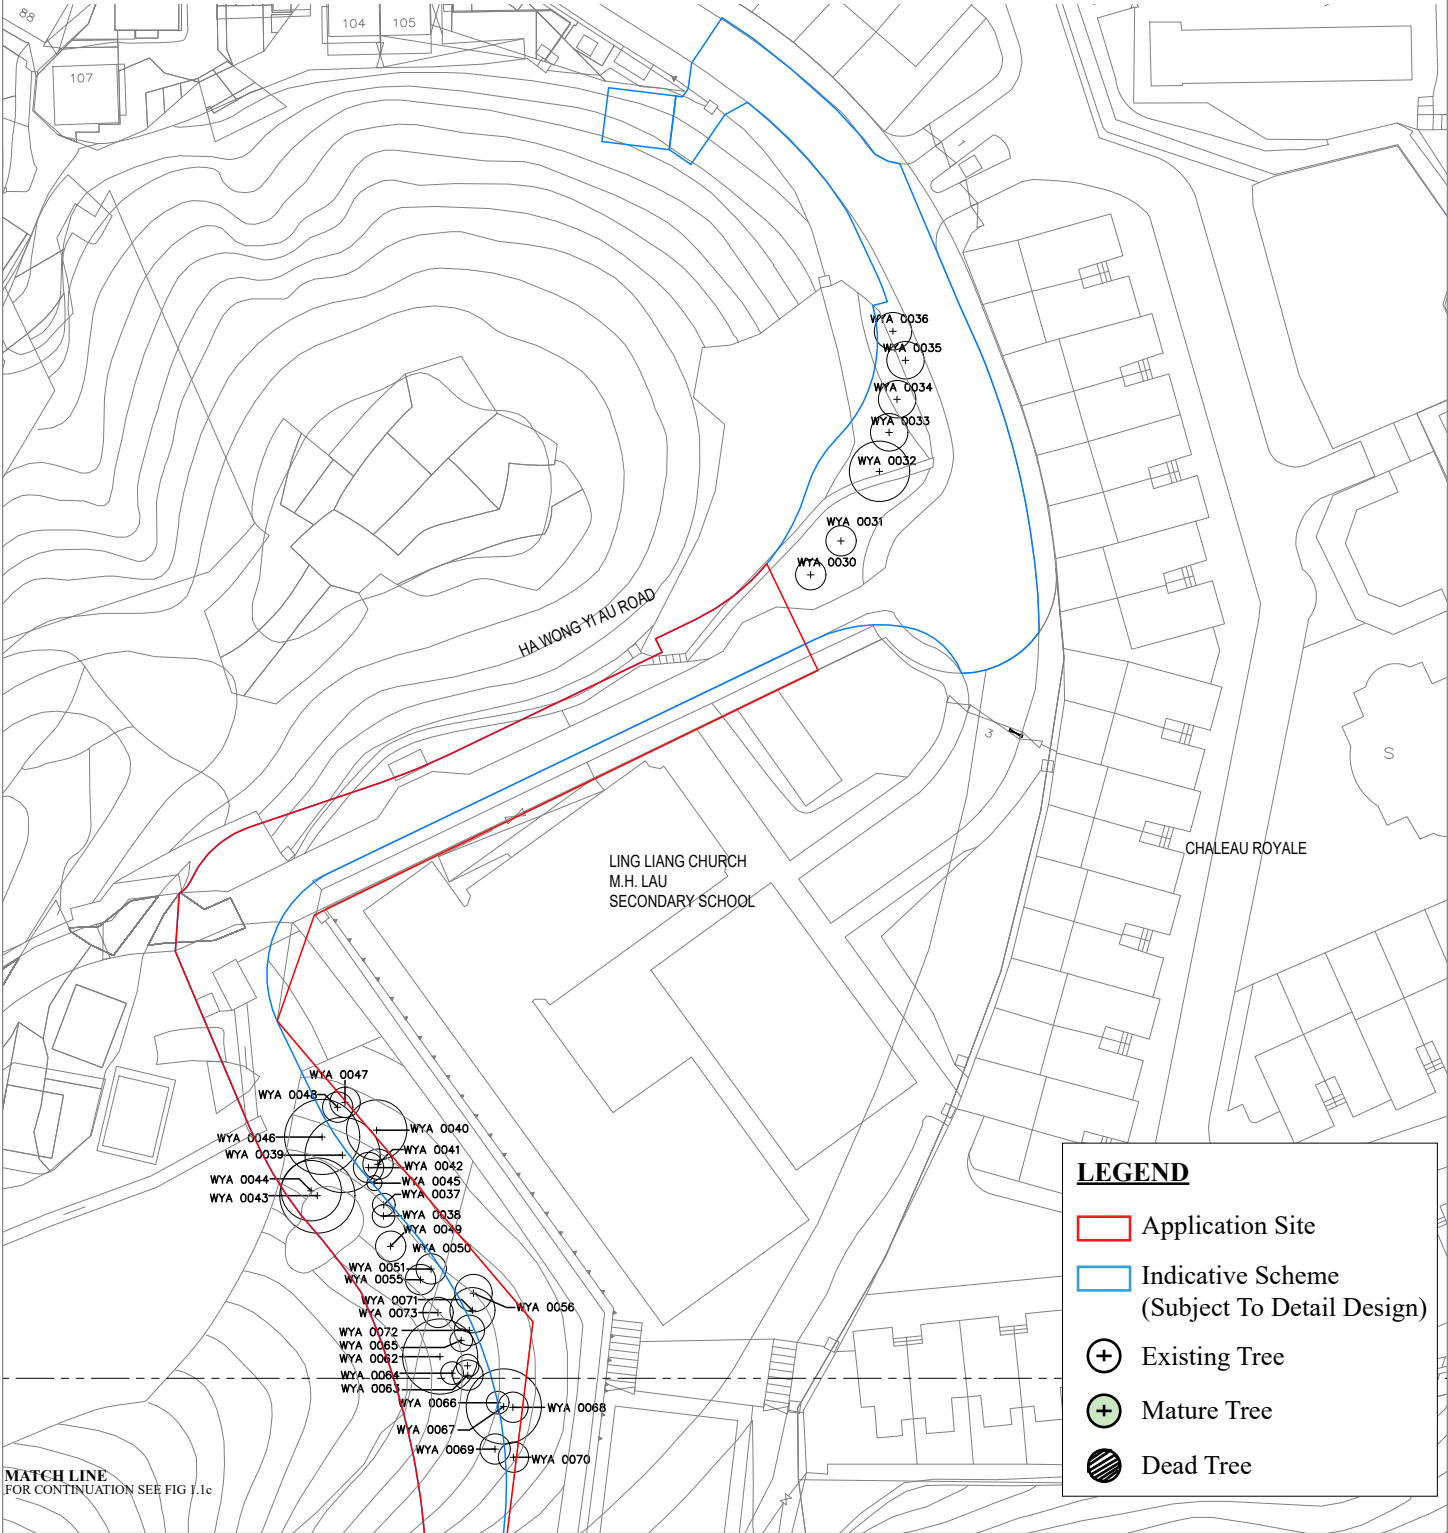 88
104
105
107
1
WYA 0036
WYA 0035
WYA 0034
WYA 0033
WYA 0032
WYA 0031
WYA 0030
HA WONG YI AU ROAD
3
S
CHALEAU ROYALE
LING LIANG CHURCH
M.H. LAU
SECONDARY SCHOOL
WYA 0047
WYA 0048
WYA 0040
WYA 0046
WYA 0041
WYA 0039
WYA 0042
WYA 0044
WYA 0045
WYA 0043
WYA 0037
WYA 0038
WYA 0049
WYA 0050
WYA 0051
WYA 0055
WYA 0071
WYA 0056
WYA 0073
WYA 0072
WYA 0065
WYA 0062
WYA 0064
WYA 0063
WYA 0066
WYA 0068
WYA 0067
WYA 0069
WYA 0070
MATCH LINE
FOR CONTINUATION SEE FIG 1.1c
LEGEND
Application Site
Indicative Scheme
(Subject To Detail Design)
Existing Tree
Mature Tree
Dead Tree